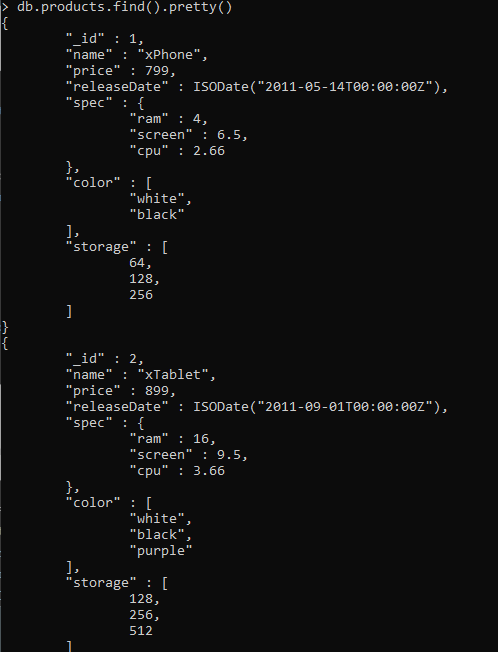 > db.products.find().pretty()
{
        "_id" : 1,
        "name" : "xPhone",
        "price" : 799,
        "releaseDate" : ISODate("2011-05-14T00:00:00Z"),
        "spec" : {
                "ram" : 4,
                "screen" : 6.5,
                "cpu" : 2.66
        },
        "color" : [
                "white",
                "black"
        ],
        "storage" : [
                64,
                128,
                256
        ]
}
{
        "_id" : 2,
        "name" : "xTablet",
        "price" : 899,
        "releaseDate" : ISODate("2011-09-01T00:00:00Z"),
        "spec" : {
                "ram" : 16,
                "screen" : 9.5,
                "cpu" : 3.66
        },
        "color" : [
                "white",
                "black",
                "purple"
        ],
        "storage" : [
                128,
                256,
                512
        ]